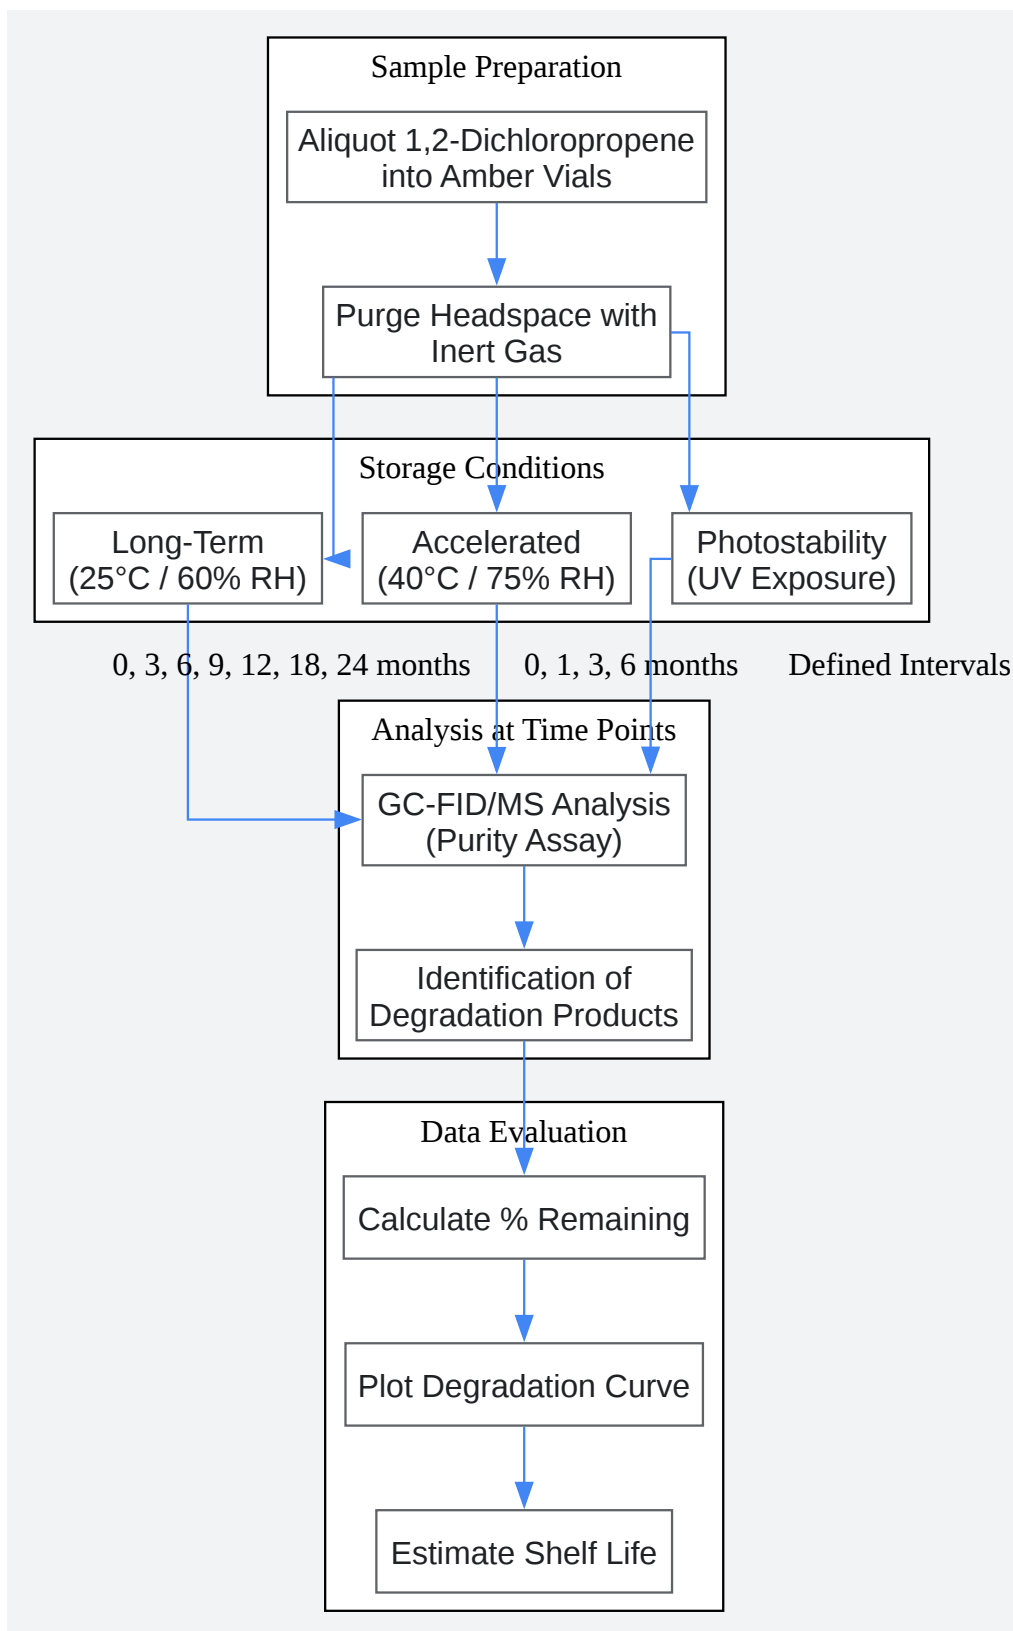 Sample Preparation
Aliquot 1,2-Dichloropropene
into Amber Vials
Purge Headspace with
Inert Gas
Storage Conditions
Long-Term
(25°C / 60% RH)
Accelerated
(40°C / 75% RH)
Photostability
(UV Exposure)
0, 3, 6, 9, 12, 18, 24 months
0, 1, 3, 6 months
Defined Intervals
Analysis at Time Points
GC-FID/MS Analysis
(Purity Assay)
Identification of
Degradation Products
Data Evaluation
Calculate % Remaining
Plot Degradation Curve
Estimate Shelf Life